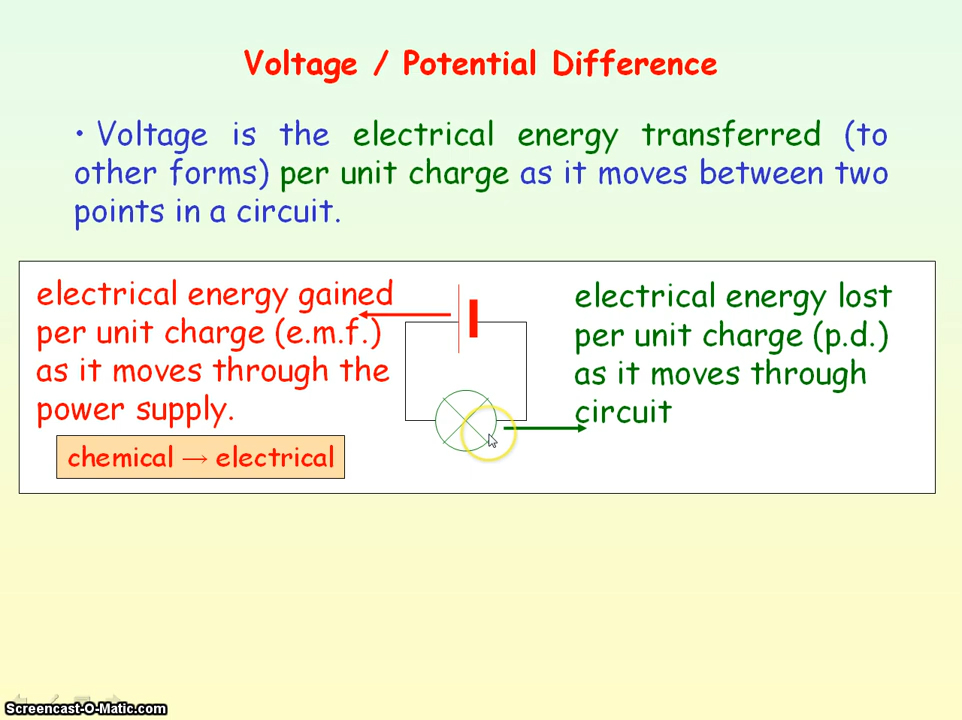 Voltage / Potential Difference
• Voltage is the electrical energy transferred (to
other forms) per unit charge as it moves between two
points in a circuit.
electrical energy gained
per unit charge (e.m.f.)
as it moves through the
power supply.
chemical → electrical
electrical energy lost
per unit charge (p.d.)
as it moves through
circuit
Screencast-O-Matic.com